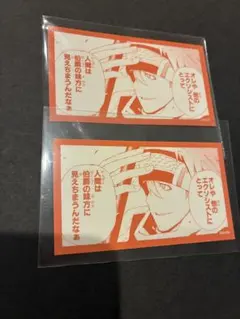 オレや 他の
エクソシストに
とって
人間は
伯爵の味方に
見えちまうんだなぁ
オレや 他の
エクソシストに
とって
人間は
伯爵の味方に
見えちまうんだなぁ